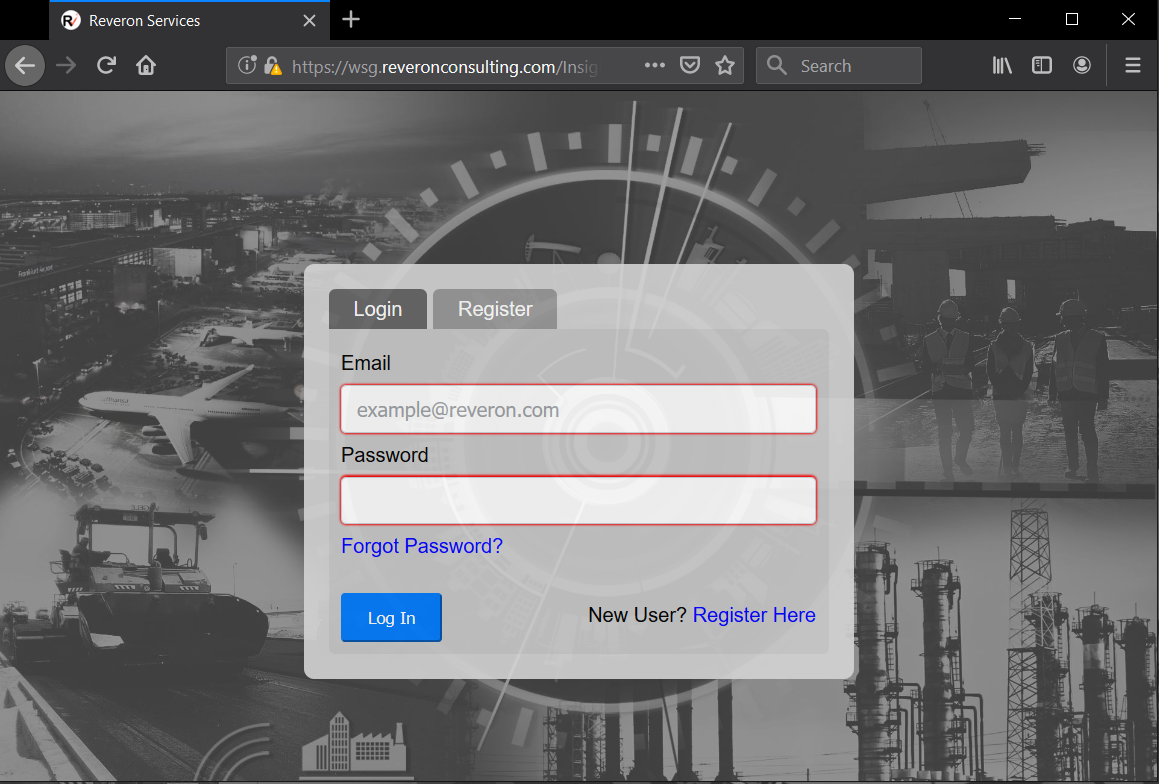 Reveron Services
https://wsg.reveronconsulting.com/Insig
Search
Login
Register
Email
example@reveron.com
Password
Forgot Password?
Log In
New User? Register Here